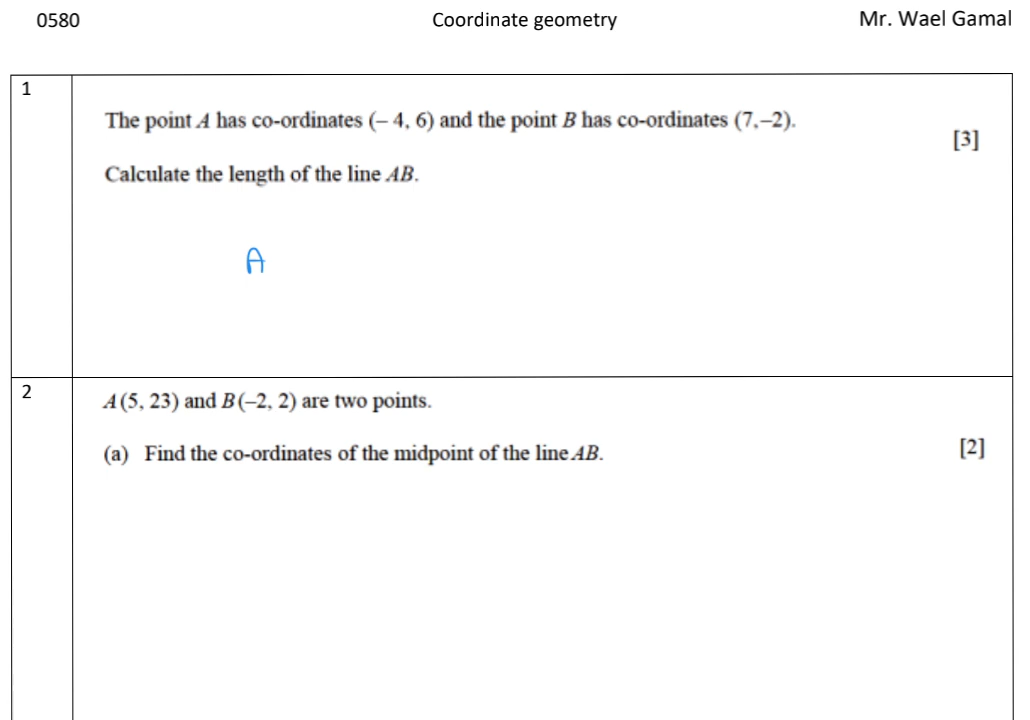 0580 Coordinate geometry Mr. Wael Gamal
1
The point A has co-ordinates (– 4, 6) and the point B has co-ordinates (7,–2).
[3]
Calculate the length of the line AB.
A
2
A (5, 23) and B (–2, 2) are two points.
(a) Find the co-ordinates of the midpoint of the line AB. [2]